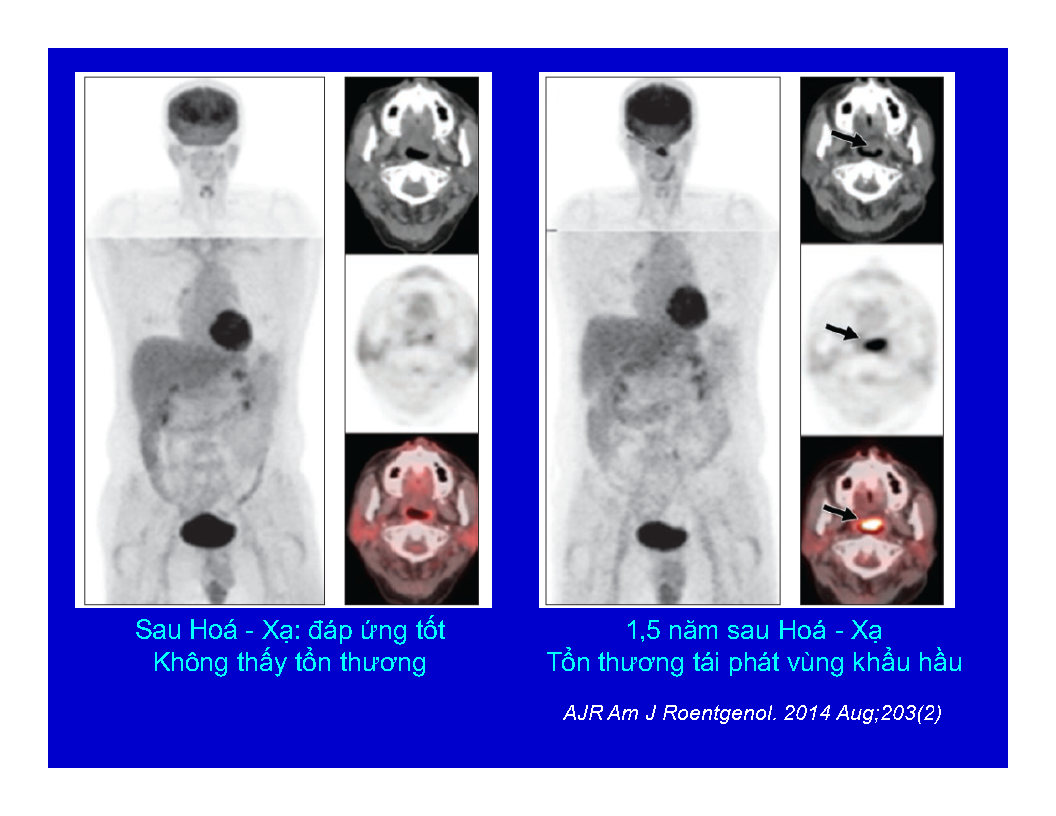 Sau Hoá - Xạ: đáp ứng tốt
Không thấy tổn thương
1,5 năm sau Hoá - Xạ
Tổn thương tái phát vùng khẩu hầu
AJR Am J Roentgenol. 2014 Aug;203(2)